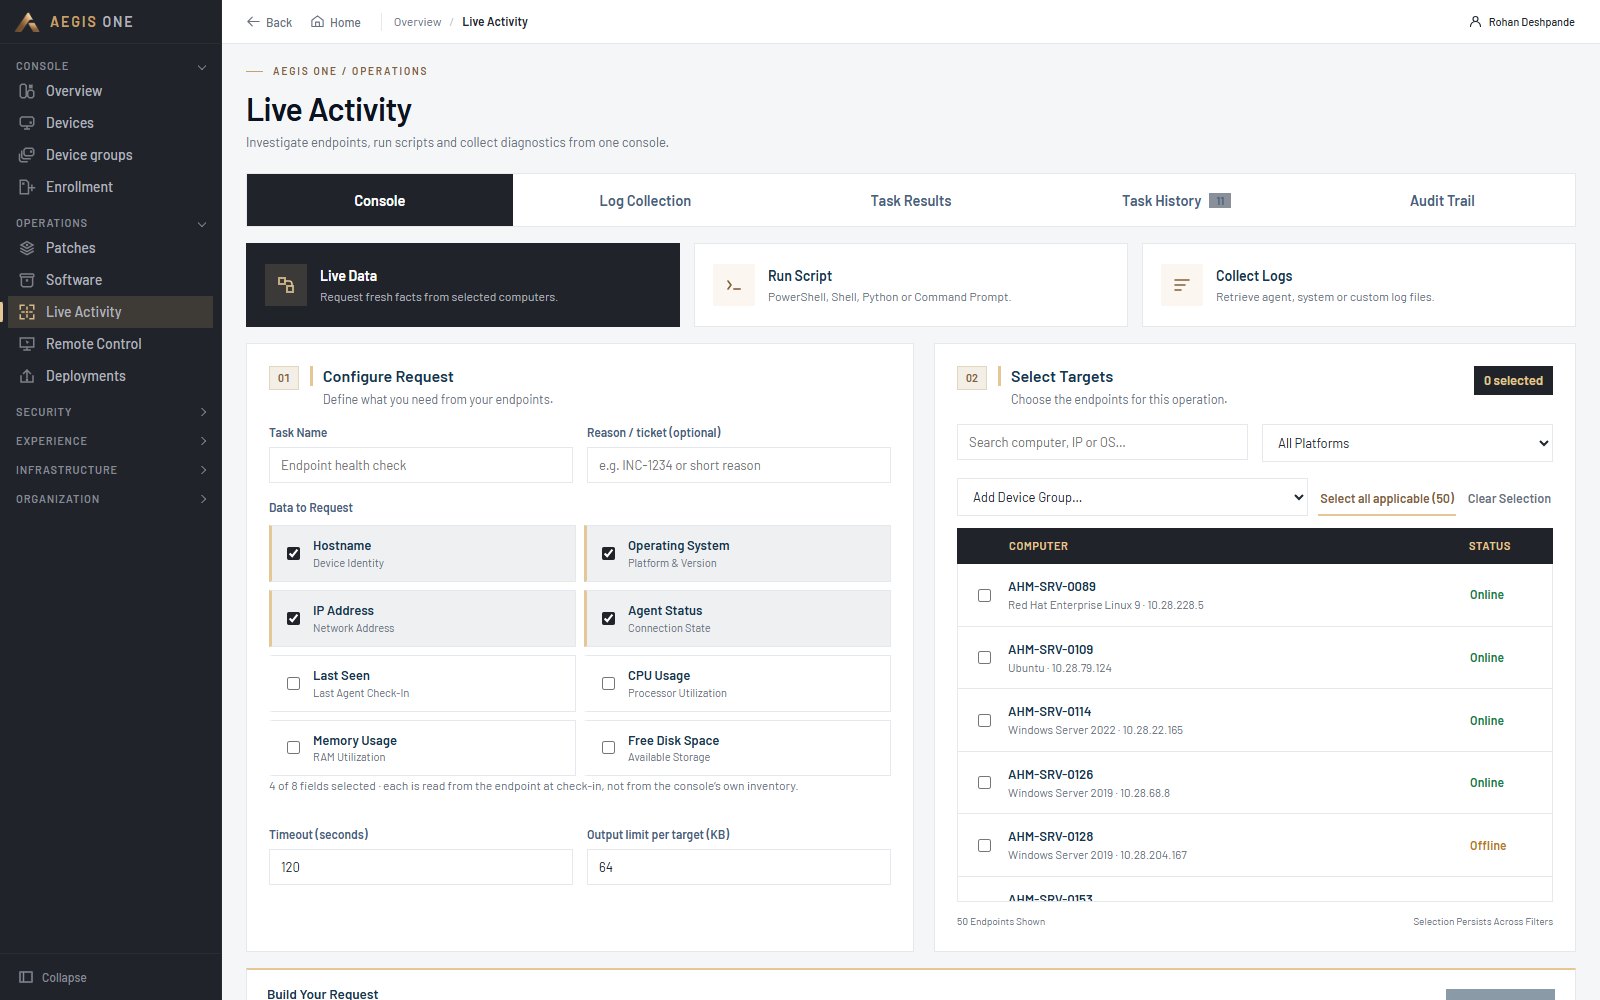 AEGIS ONE
CONSOLE
Overview
Devices
Device groups
Enrollment
OPERATIONS
Patches
Software
Live Activity
Remote Control
Deployments
SECURITY
EXPERIENCE
INFRASTRUCTURE
ORGANIZATION
Collapse
Back
Home
Overview / Live Activity
Rohan Deshpande
AEGIS ONE / OPERATIONS
Live Activity
Investigate endpoints, run scripts and collect diagnostics from one console.
Console
Log Collection
Task Results
Task History 11
Audit Trail
Live Data
Request fresh facts from selected computers.
Run Script
PowerShell, Shell, Python or Command Prompt.
Collect Logs
Retrieve agent, system or custom log files.
01
Configure Request
Define what you need from your endpoints.
Task Name
Reason / ticket (optional)
Endpoint health check
e.g. INC-1234 or short reason
Data to Request
Hostname
Device Identity
Operating System
Platform & Version
IP Address
Network Address
Agent Status
Connection State
Last Seen
Last Agent Check-In
CPU Usage
Processor Utilization
Memory Usage
RAM Utilization
Free Disk Space
Available Storage
4 of 8 fields selected · each is read from the endpoint at check-in, not from the console's own inventory.
Timeout (seconds)
Output limit per target (KB)
120
64
02
Select Targets
Choose the endpoints for this operation.
0 selected
Search computer, IP or OS...
All Platforms
Add Device Group...
Select all applicable (50)
Clear Selection
COMPUTER
STATUS
AHM-SRV-0089
Red Hat Enterprise Linux 9 · 10.28.228.5
Online
AHM-SRV-0109
Ubuntu · 10.28.79.124
Online
AHM-SRV-0114
Windows Server 2022 · 10.28.22.165
Online
AHM-SRV-0126
Windows Server 2019 · 10.28.68.8
Online
AHM-SRV-0128
Windows Server 2019 · 10.28.204.167
Offline
AHM-SRV-0153
50 Endpoints Shown
Selection Persists Across Filters
Build Your Request